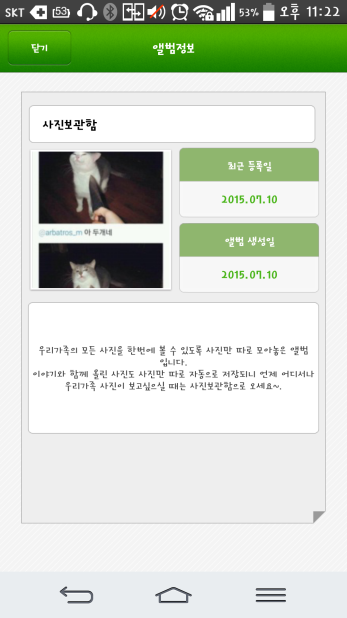 SKT 53 53% 오후 11:22
닫기 앨범정보
사진보관함
최근 등록일
2015.07.10
@arbatros_m 아 두개네
앨범 생성일
2015.07.10
우리가족의 모든 사진을 한번에 볼 수 있도록 사진만 따로 모아놓은 앨범
입니다.
이야기와 함께 올린 사진도 사진만 따로 자동으로 저장되니 언제 어디서나
우리가족 사진이 보고싶으실 때는 사진보관함으로 오세요~.